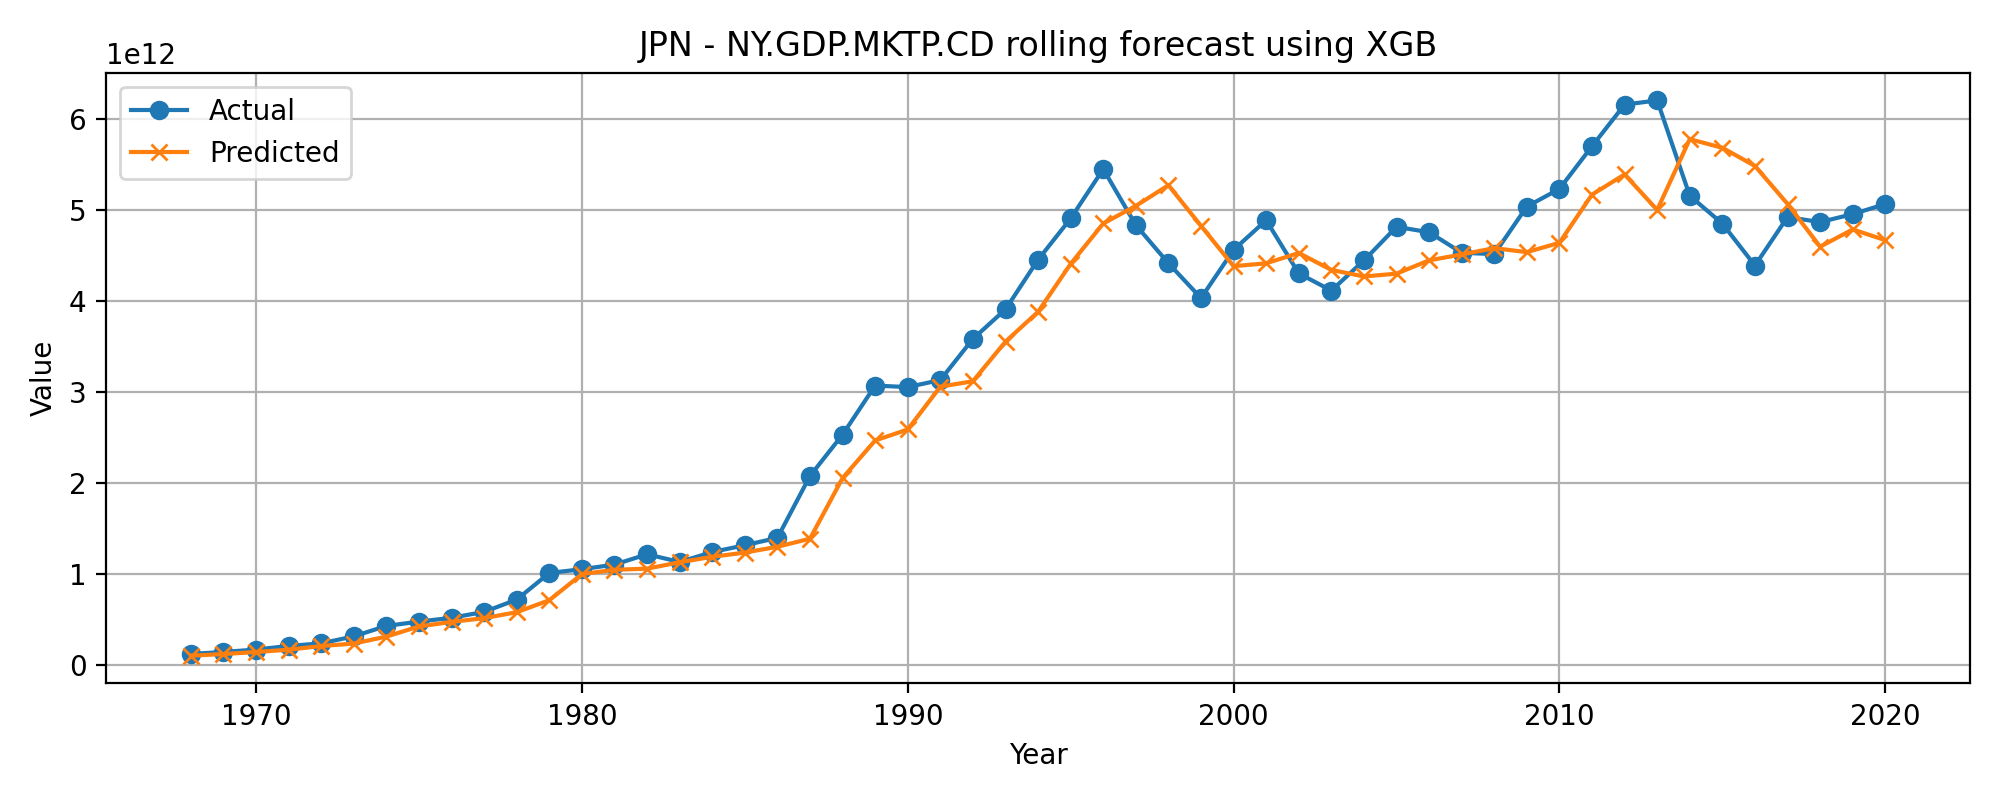 JPN - NY.GDP.MKTP.CD rolling forecast using XGB
1e12
Actual
Predicted
6
5
4
3
2
1
0
Value
1970 1980 1990 2000 2010 2020
Year